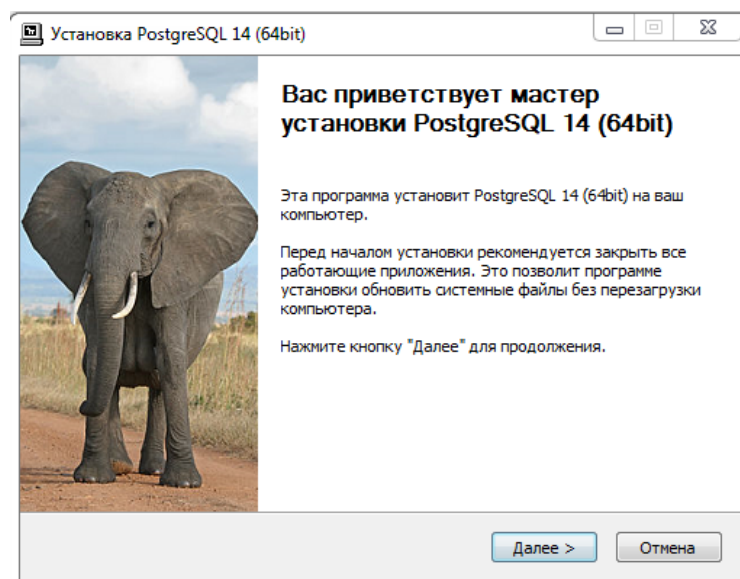 Установка PostgreSQL 14 (64bit)
Вас приветствует мастер
установки PostgreSQL 14 (64bit)
Эта программа установит PostgreSQL 14 (64bit) на ваш
компьютер.
Перед началом установки рекомендуется закрыть все
работающие приложения. Это позволит программе
установки обновить системные файлы без перезагрузки
компьютера.
Нажмите кнопку "Далее" для продолжения.
Далее >
Отмена